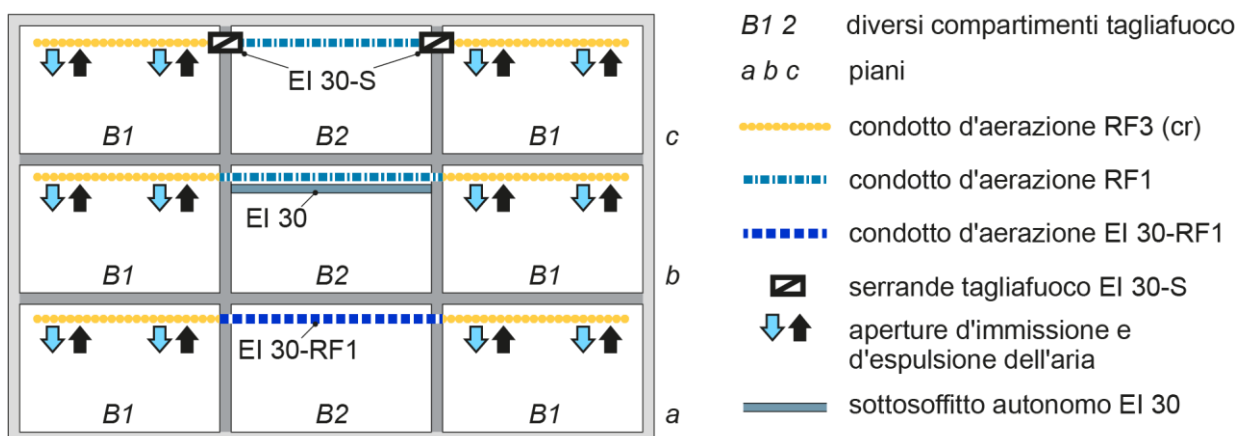 EI 30-S
B1
B2
B1
c
EI 30
B1
B2
B1
b
EI 30-RF1
B1
B2
B1
a
B1 2 diversi compartimenti tagliafuoco
a b c piani
condotto d'aerazione RF3 (cr)
condotto d'aerazione RF1
condotto d'aerazione EI 30-RF1
serrande tagliafuoco EI 30-S
aperture d'immissione e
d'espulsione dell'aria
sottosoffitto autonomo EI 30